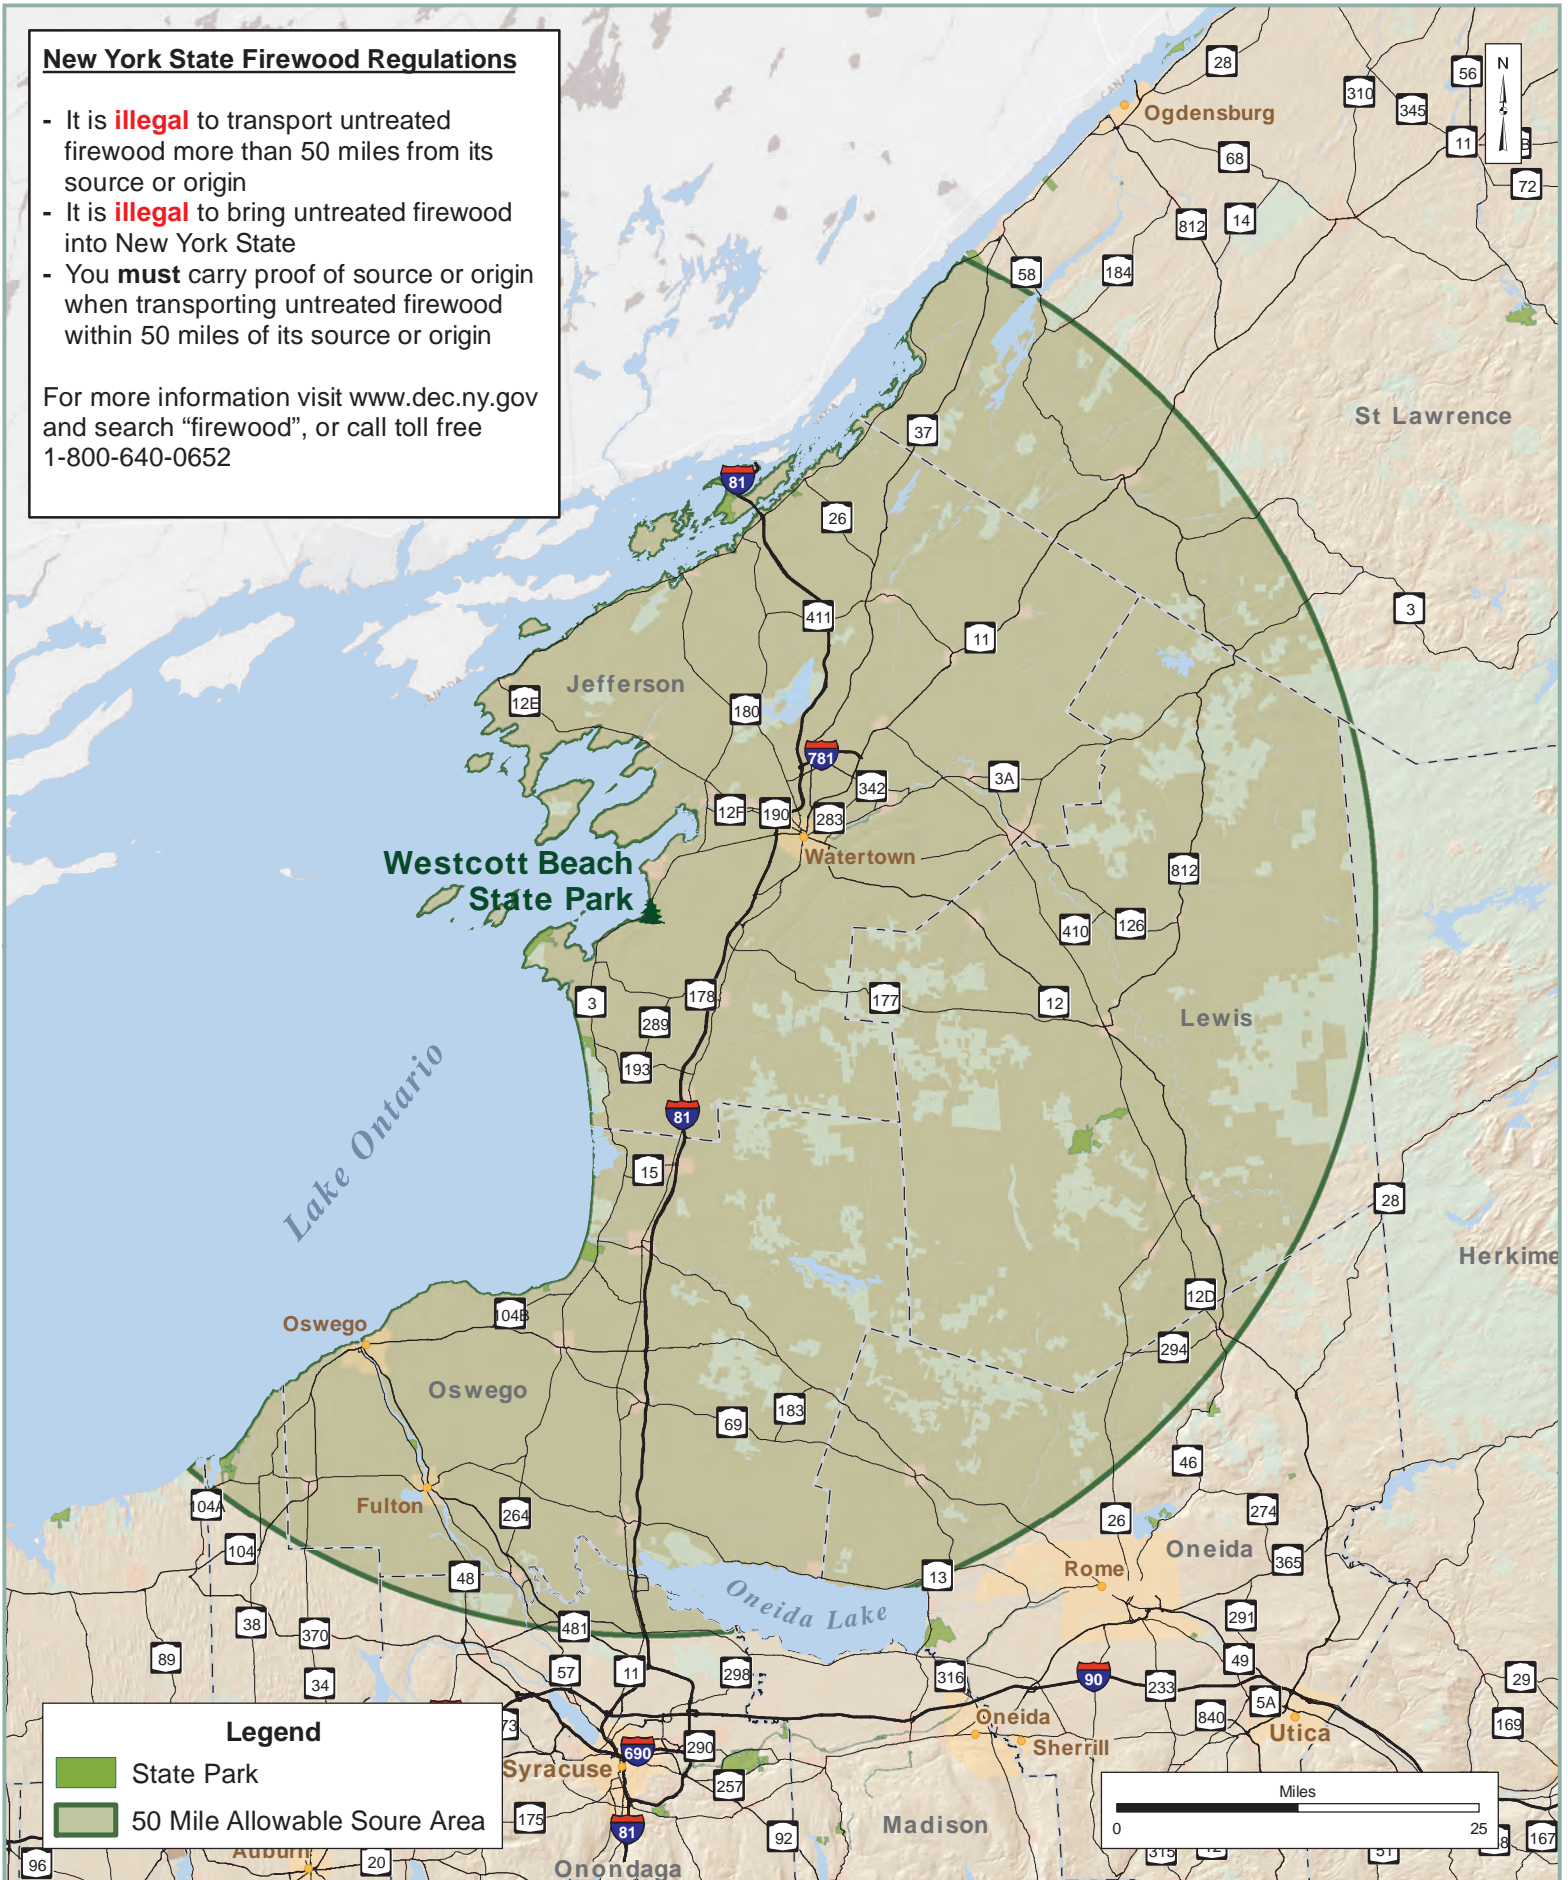 New York State Firewood Regulations
- It is illegal to transport untreated
firewood more than 50 miles from its
source or origin
- It is illegal to bring untreated firewood
into New York State
- You must carry proof of source or origin
when transporting untreated firewood
within 50 miles of its source or origin
For more information visit www.dec.ny.gov
and search “firewood”, or call toll free
1-800-640-0652
N
28
56
310
345
Ogdensburg
11
B
68
72
812
14
58
184
St Lawrence
37
81
26
3
411
11
Jefferson
12E
180
781
3A
342
12F
190
283
Watertown
Westcott Beach
State Park
812
410
126
3
178
177
12
289
Lewis
193
81
Lake Ontario
15
28
Herkime
12D
104B
Oswego
294
Oswego
183
69
46
Fulton
104A
264
26
274
104
Oneida
365
48
13
Rome
Oneida Lake
38
370
481
291
89
57
11
298
316
49
34
90
233
29
5A
73
840
169
Oneida
Utica
690
290
Sherrill
Syracuse
257
175
81
92
Madison
Legend
State Park
50 Mile Allowable Soure Area
Miles
0
25
167
Auburn
96
20
Onondaga
315
12
51